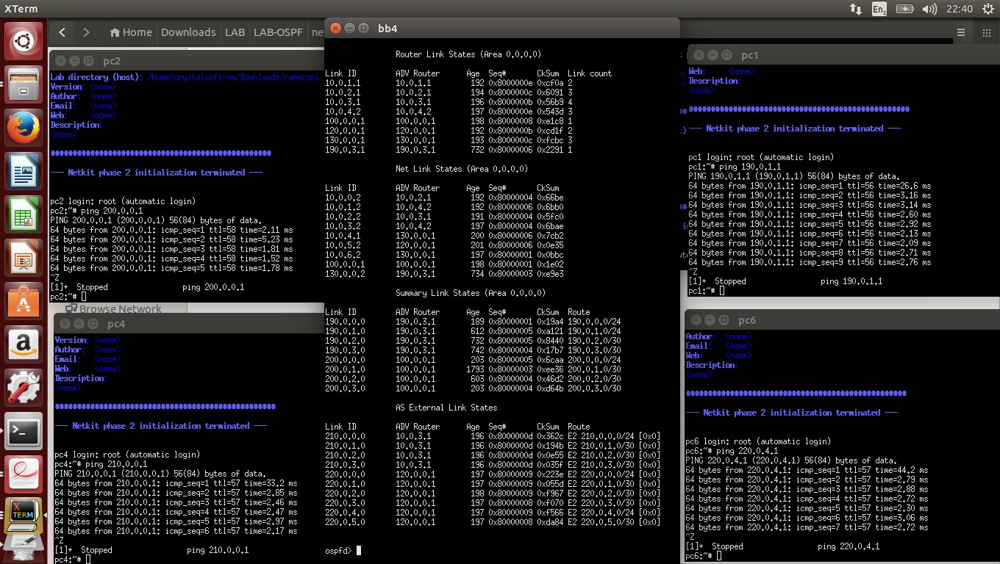 XTerm
En2
22:40
Home Downloads LAB LAB-OSPF ne
pc2
Lab directory (host): /home/crystalsoft-vm/Downloads/ramezani_
Version: <none>
Author: <none>
Email: <none>
Web: <none>
Description:
<none>
--- Netkit phase 2 initialization terminated ---
pc2 login: root (automatic login)
pc2:~# ping 200.0.0.1
PING 200.0.0.1 (200.0.0.1) 56(84) bytes of data.
64 bytes from 200.0.0.1: icmp_seq=1 ttl=58 time=2.11 ms
64 bytes from 200.0.0.1: icmp_seq=2 ttl=58 time=5.23 ms
64 bytes from 200.0.0.1: icmp_seq=3 ttl=58 time=1.81 ms
64 bytes from 200.0.0.1: icmp_seq=4 ttl=58 time=1.52 ms
64 bytes from 200.0.0.1: icmp_seq=5 ttl=58 time=1.78 ms
^Z
[1]+ Stopped ping 200.0.0.1
pc2:~#
Browse Network
pc4
Version: <none>
Author: <none>
Email: <none>
Web: <none>
Description:
<none>
--- Netkit phase 2 initialization terminated ---
pc4 login: root (automatic login)
pc4:~# ping 210.0.0.1
PING 210.0.0.1 (210.0.0.1) 56(84) bytes of data.
64 bytes from 210.0.0.1: icmp_seq=1 ttl=57 time=33.2 ms
64 bytes from 210.0.0.1: icmp_seq=2 ttl=57 time=2.85 ms
64 bytes from 210.0.0.1: icmp_seq=3 ttl=57 time=2.46 ms
64 bytes from 210.0.0.1: icmp_seq=4 ttl=57 time=2.97 ms
64 bytes from 210.0.0.1: icmp_seq=5 ttl=57 time=2.47 ms
64 bytes from 210.0.0.1: icmp_seq=6 ttl=57 time=2.17 ms
^Z
[1]+ Stopped ping 210.0.0.1
pc4:~#
bb4
Router Link States (Area 0.0.0.0)
Link ID ADV Router Age Seq# CkSum Link count
10.0.1.1 10.0.1.1 192 0x8000000e 0xcf0a 2
10.0.2.1 10.0.2.1 194 0x8000000c 0x6091 3
10.0.3.1 10.0.3.1 196 0x8000000b 0x56b9 4
10.0.4.2 10.0.4.2 197 0x8000000e 0x543d 3
100.0.0.1 100.0.0.1 198 0x80000008 0xe1c8 1
120.0.0.1 120.0.0.1 192 0x8000000b 0xcd1f 2
130.0.0.1 130.0.0.1 193 0x8000000c 0xfcbc 3
190.0.3.1 190.0.3.1 732 0x80000006 0x2291 1
Net Link States (Area 0.0.0.0)
Link ID ADV Router Age Seq# CkSum
10.0.0.2 10.0.2.1 192 0x80000004 0x66be
10.0.1.2 10.0.4.2 192 0x80000006 0x6bb0
10.0.2.2 10.0.3.1 191 0x80000004 0x5fc0
10.0.3.2 10.0.4.2 197 0x80000004 0x6bae
10.0.4.1 130.0.0.1 200 0x80000006 0x7cb2
10.0.5.2 120.0.0.1 201 0x80000006 0x0e35
10.0.6.2 130.0.0.1 197 0x80000004 0x0bbc
100.0.0.1 100.0.0.1 198 0x80000001 0x1e02
130.0.0.2 190.0.3.1 734 0x80000003 0xe9e3
Summary Link States (Area 0.0.0.0)
Link ID ADV Router Age Seq# CkSum Route
190.0.0.0 190.0.3.1 189 0x80000001 0x19a4 190.0.0.0/24
190.0.1.0 190.0.3.1 612 0x80000005 0xa121 190.0.1.0/24
190.0.2.0 190.0.3.1 732 0x80000005 0x8440 190.0.2.0/30
190.0.3.0 190.0.3.1 742 0x80000004 0x17b7 190.0.3.0/30
200.0.0.0 100.0.0.1 203 0x80000005 0x6caa 200.0.0.0/24
200.0.1.0 100.0.0.1 1793 0x80000003 0xee36 200.0.1.0/30
200.0.2.0 100.0.0.1 603 0x80000004 0x46d2 200.0.2.0/30
200.0.3.0 100.0.0.1 203 0x80000004 0xd64b 200.0.3.0/30
AS External Link States
Link ID ADV Router Age Seq# CkSum Route
210.0.0.0 10.0.3.1 196 0x8000000d 0x362c E2 210.0.0.0/24 [0x0]
210.0.1.0 10.0.3.1 196 0x8000000d 0x194b E2 210.0.1.0/30 [0x0]
210.0.2.0 10.0.3.1 196 0x8000000d 0x0e55 E2 210.0.2.0/30 [0x0]
210.0.3.0 10.0.3.1 196 0x8000000d 0x035f E2 210.0.3.0/30 [0x0]
220.0.0.0 120.0.0.1 197 0x80000009 0x223e E2 220.0.0.0/24 [0x0]
220.0.1.0 120.0.0.1 197 0x80000009 0x055d E2 220.0.1.0/30 [0x0]
220.0.2.0 120.0.0.1 198 0x80000009 0xf967 E2 220.0.2.0/30 [0x0]
220.0.3.0 120.0.0.1 197 0x80000008 0xf070 E2 220.0.3.0/30 [0x0]
220.0.4.0 120.0.0.1 197 0x80000009 0xf566 E2 220.0.4.0/24 [0x0]
220.0.5.0 120.0.0.1 197 0x80000008 0xda84 E2 220.0.5.0/30 [0x0]
ospfd>
pc1
Web: <none>
Description:
<none>
--- Netkit phase 2 initialization terminated ---
pc1 login: root (automatic login)
pc1:~# ping 190.0.1.1
PING 190.0.1.1 (190.0.1.1) 56(84) bytes of data.
64 bytes from 190.0.1.1: icmp_seq=1 ttl=56 time=26.6 ms
64 bytes from 190.0.1.1: icmp_seq=2 ttl=56 time=3.16 ms
64 bytes from 190.0.1.1: icmp_seq=3 ttl=56 time=3.14 ms
64 bytes from 190.0.1.1: icmp_seq=4 ttl=56 time=2.60 ms
64 bytes from 190.0.1.1: icmp_seq=5 ttl=56 time=2.92 ms
64 bytes from 190.0.1.1: icmp_seq=6 ttl=56 time=2.13 ms
64 bytes from 190.0.1.1: icmp_seq=7 ttl=56 time=2.09 ms
64 bytes from 190.0.1.1: icmp_seq=8 ttl=56 time=2.71 ms
64 bytes from 190.0.1.1: icmp_seq=9 ttl=56 time=2.76 ms
^Z
[1]+ Stopped ping 190.0.1.1
pc1:~#
pc6
Author: <none>
Email: <none>
Web: <none>
Description:
<none>
--- Netkit phase 2 initialization terminated ---
pc6 login: root (automatic login)
pc6:~# ping 220.0.4.1
PING 220.0.4.1 (220.0.4.1) 56(84) bytes of data.
64 bytes from 220.0.4.1: icmp_seq=1 ttl=57 time=44.2 ms
64 bytes from 220.0.4.1: icmp_seq=2 ttl=57 time=2.79 ms
64 bytes from 220.0.4.1: icmp_seq=3 ttl=57 time=2.88 ms
64 bytes from 220.0.4.1: icmp_seq=4 ttl=57 time=2.72 ms
64 bytes from 220.0.4.1: icmp_seq=5 ttl=57 time=2.30 ms
64 bytes from 220.0.4.1: icmp_seq=6 ttl=57 time=3.06 ms
64 bytes from 220.0.4.1: icmp_seq=7 ttl=57 time=2.72 ms
^Z
[1]+ Stopped ping 220.0.4.1
pc6:~#